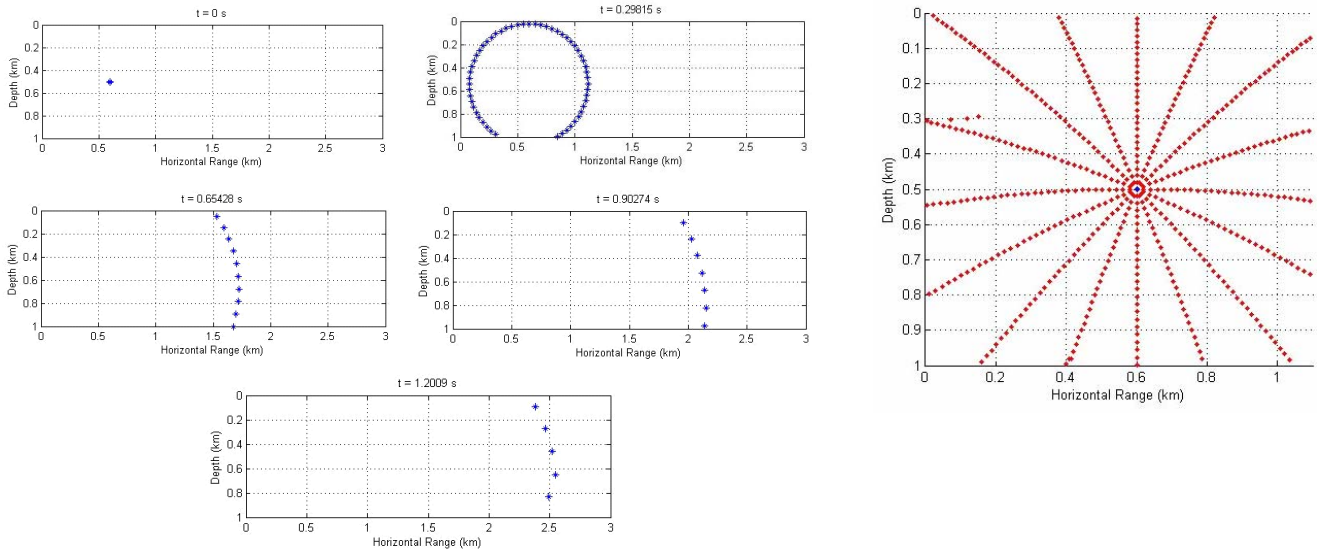 t = 0 s
0
0.2
0.4
0.6
0.8
1
Depth (km)
0 0.5 1 1.5 2 2.5 3
Horizontal Range (km)
t = 0.29815 s
0
0.2
0.4
0.6
0.8
1
Depth (km)
0 0.5 1 1.5 2 2.5 3
Horizontal Range (km)
t = 0.65428 s
0
0.2
0.4
0.6
0.8
1
Depth (km)
0 0.5 1 1.5 2 2.5 3
Horizontal Range (km)
t = 0.90274 s
0
0.2
0.4
0.6
0.8
1
Depth (km)
0 0.5 1 1.5 2 2.5 3
Horizontal Range (km)
t = 1.2009 s
0
0.2
0.4
0.6
0.8
1
Depth (km)
0 0.5 1 1.5 2 2.5 3
Horizontal Range (km)
0
0.1
0.2
0.3
0.4
0.5
0.6
0.7
0.8
0.9
1
Depth (km)
0 0.2 0.4 0.6 0.8 1
Horizontal Range (km)